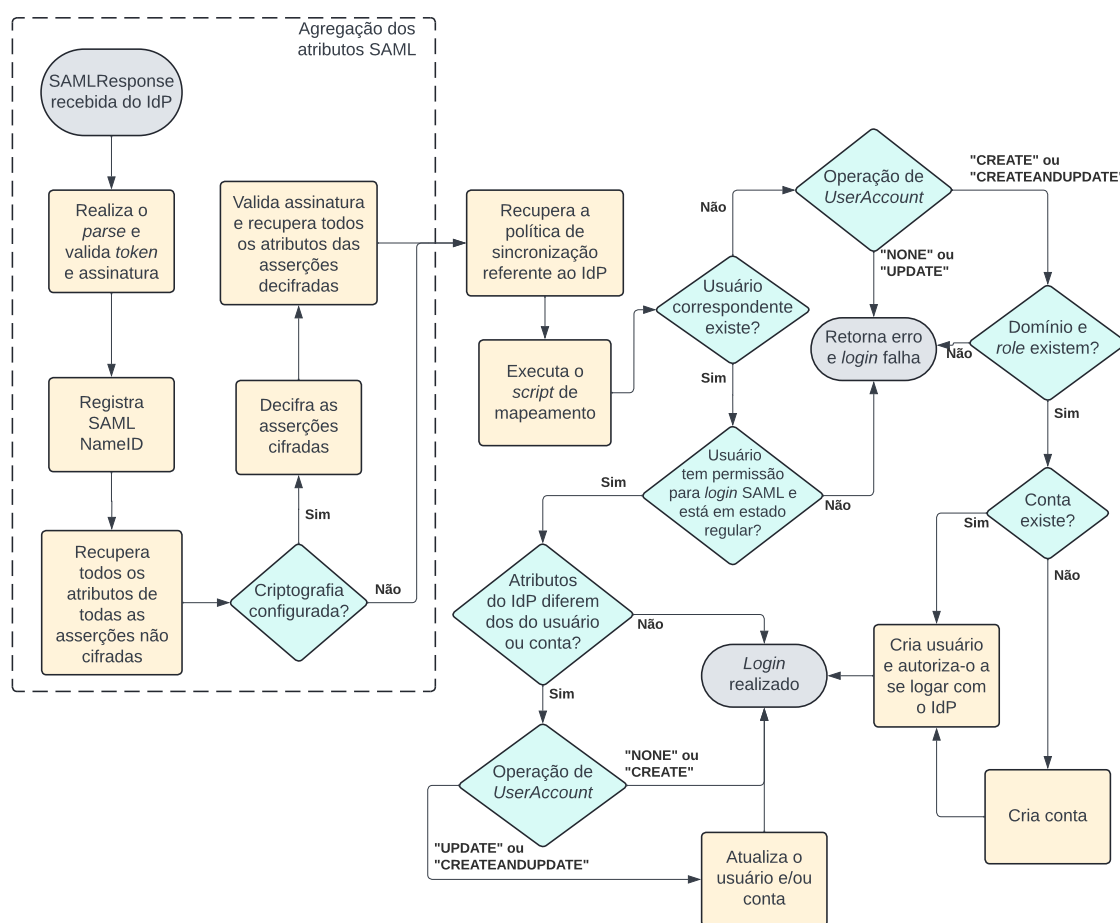 Agregação dos
atributos SAML
SAMLResponse
recebida do IdP
Realiza o
parse e
valida token
e assinatura
Registra
SAML
NameID
Recupera
todos os
atributos de
todas as
asserções não
cifradas
Criptografia
configurada?
Sim
Não
Decifra as
asserções
cifradas
Valida assinatura
e recupera todos
os atributos das
asserções
decifradas
Recupera a
política de
sincronização
referente ao IdP
Executa o
script de
mapeamento
Usuário
correspondente
existe?
Não
Sim
Operação de
UserAccount
"CREATE" ou
"CREATEANDUPDATE"
"NONE" ou
"UPDATE"
Retorna erro
e login falha
Domínio e
role existem?
Não
Sim
Conta
existe?
Sim
Não
Usuário
tem permissão
para login SAML e
está em estado
regular?
Sim
Não
Atributos
do IdP diferem
dos do usuário
ou conta?
Não
Sim
Login
realizado
Cria usuário
e autoriza-o a
se logar com
o IdP
Cria conta
Operação de
UserAccount
"NONE" ou
"CREATE"
"UPDATE" ou
"CREATEANDUPDATE"
Atualiza o
usuário e/ou
conta